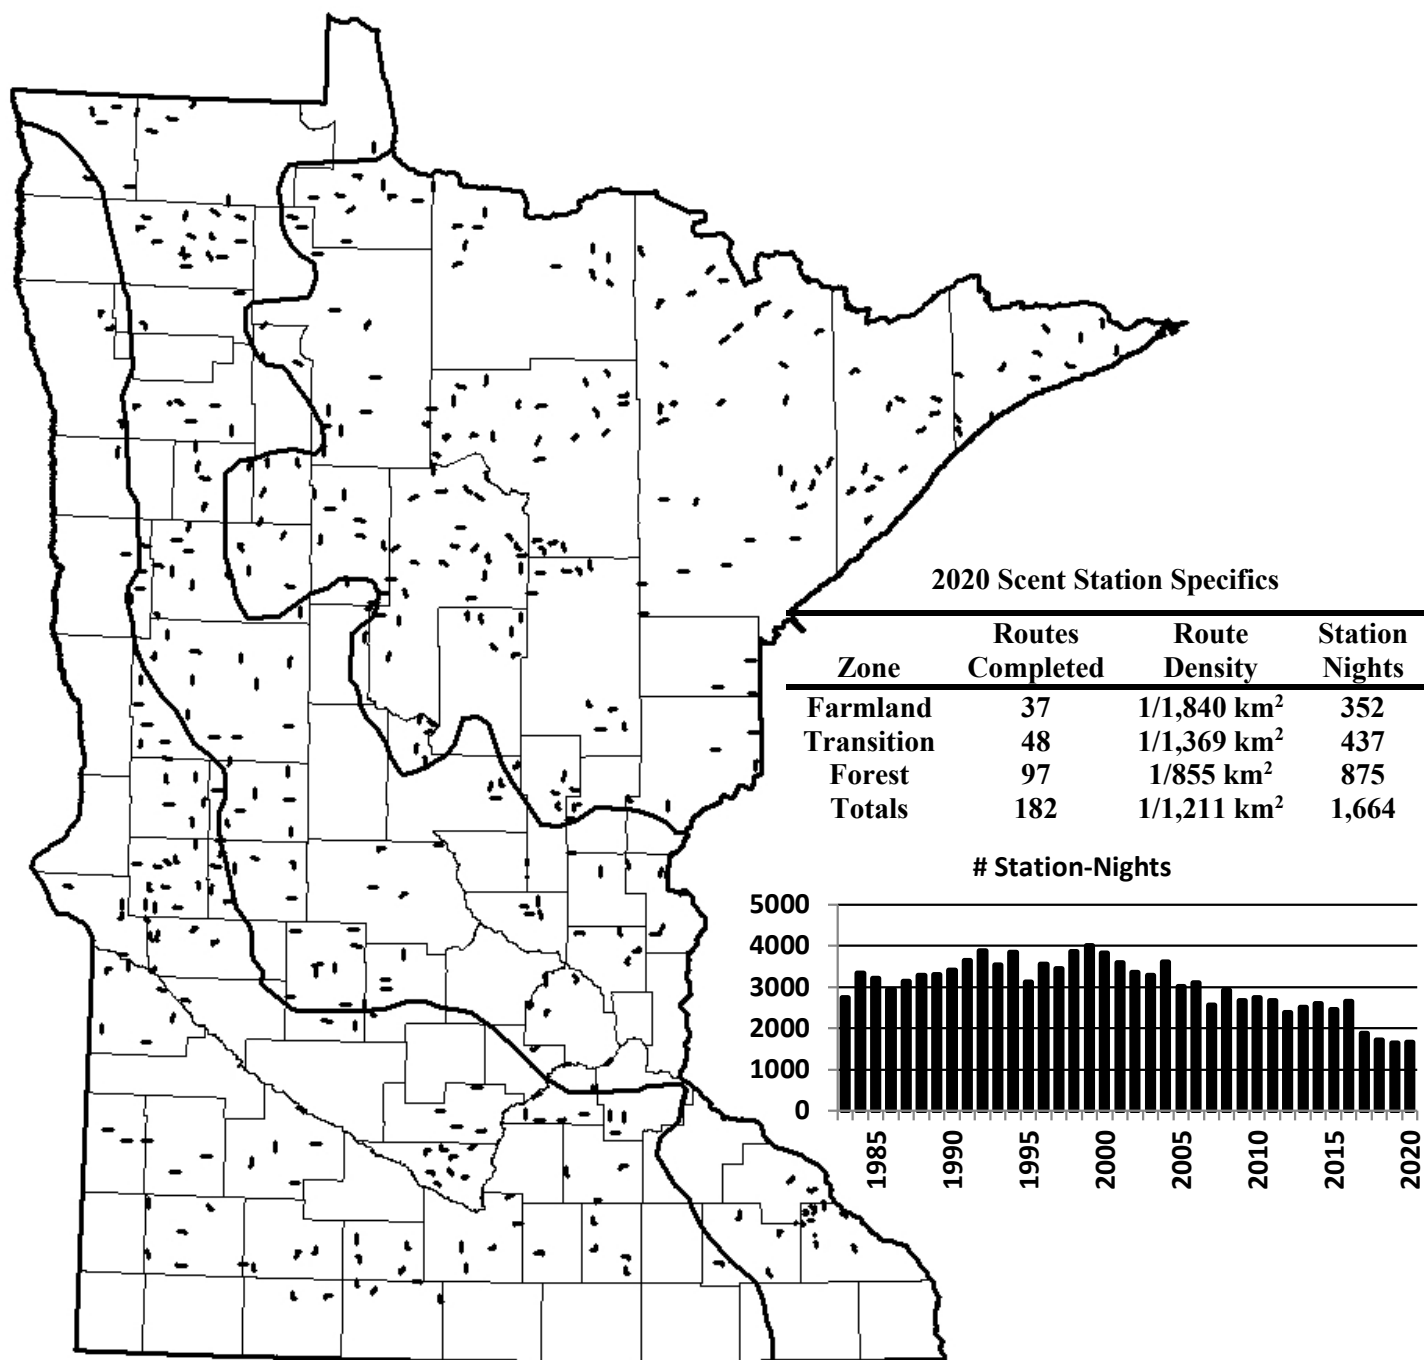 2020 Scent Station Specifics
Zone Routes Completed Route Density Station Nights
Farmland 37 1/1,840 km² 352
Transition 48 1/1,369 km² 437
Forest 97 1/855 km² 875
Totals 182 1/1,211 km² 1,664
# Station-Nights
5000
4000
3000
2000
1000
0
1985 1990 1995 2000 2005 2010 2015 2020